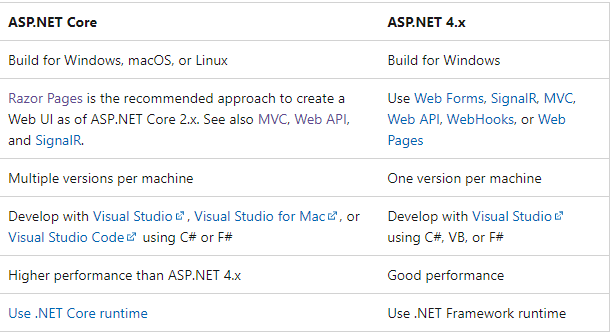 ASP.NET Core ASP.NET 4.x
Build for Windows, macOS, or Linux Build for Windows
Razor Pages is the recommended approach to create a Use Web Forms, SignalR, MVC,
Web UI as of ASP.NET Core 2.x. See also MVC, Web API, Web API, WebHooks, or Web
and SignalR. Pages
Multiple versions per machine One version per machine
Develop with Visual Studio, Visual Studio for Mac, or Develop with Visual Studio
Visual Studio Code using C# or F# using C#, VB, or F#
Higher performance than ASP.NET 4.x Good performance
Use .NET Core runtime Use .NET Framework runtime